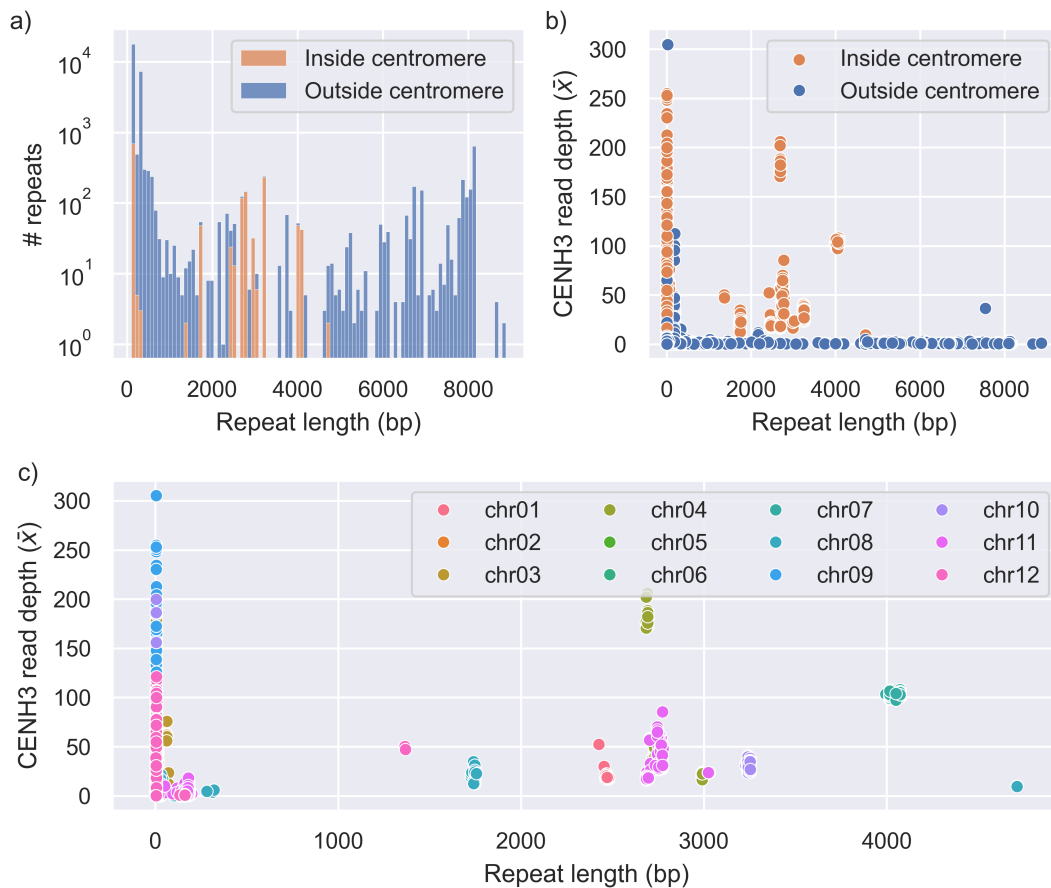 a)
10⁴
10³
10²
10¹
10⁰
# repeats
Inside centromere
Outside centromere
0 2000 4000 6000 8000
Repeat length (bp)
b)
300
250
200
150
100
50
0
CENH3 read depth (x̄)
Inside centromere
Outside centromere
0 2000 4000 6000 8000
Repeat length (bp)
c)
300
250
200
150
100
50
0
CENH3 read depth (x̄)
chr01 chr04 chr07 chr10
chr02 chr05 chr08 chr11
chr03 chr06 chr09 chr12
0 1000 2000 3000 4000
Repeat length (bp)